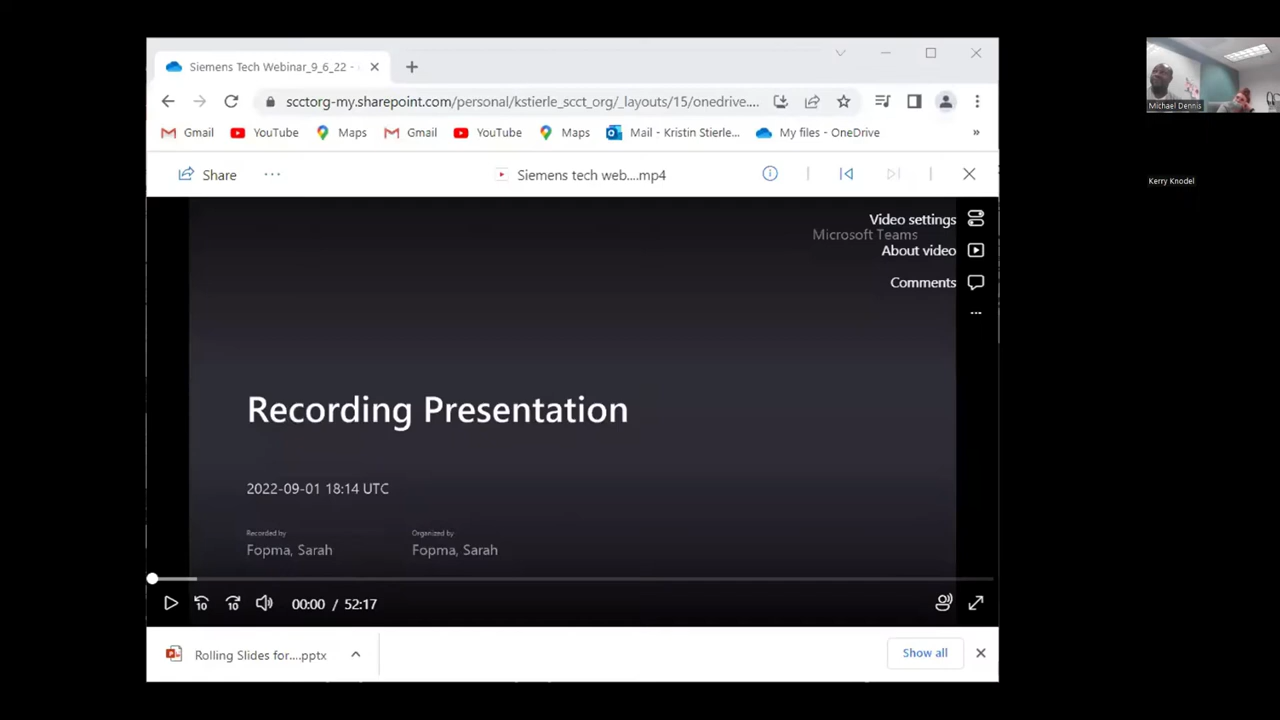 Siemens Tech Webinar_9_6_22 -
scctorg-my.sharepoint.com/personal/kstierle_scct_org/_layouts/15/onedrive....
Gmail YouTube Maps Gmail YouTube Maps Mail - Kristin Stierle... My files - OneDrive »
Share ... Siemens tech web....mp4
Video settings
Microsoft Teams
About video
Comments
Recording Presentation
2022-09-01 18:14 UTC
Recorded by Organized by
Fopma, Sarah Fopma, Sarah
10 10 00:00 / 52:17
Rolling Slides for....pptx Show all
Michael Dennis
Kerry Knodel